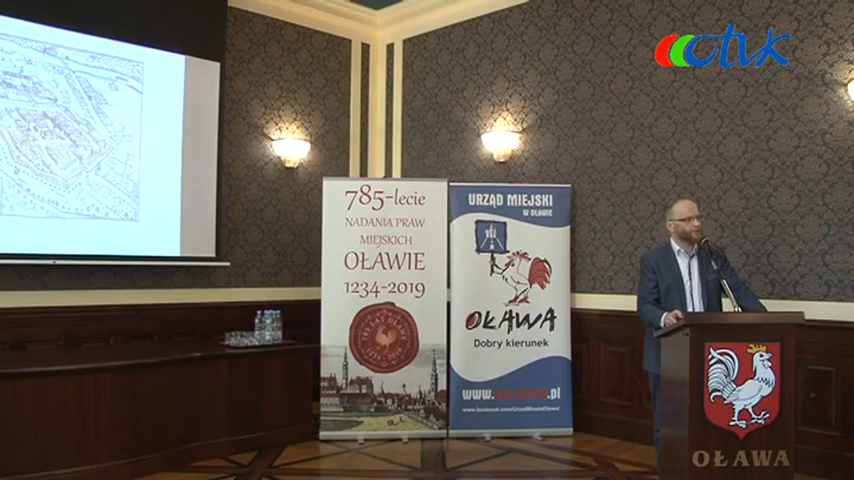 otvk
785-lecie
NADANIA PRAW
MIEJSKICH
OŁAWIE
1234-2019
URZĄD MIEJSKI
W OŁAWIE
OŁAWA
Dobry kierunek
www.
.pl
OŁAWA